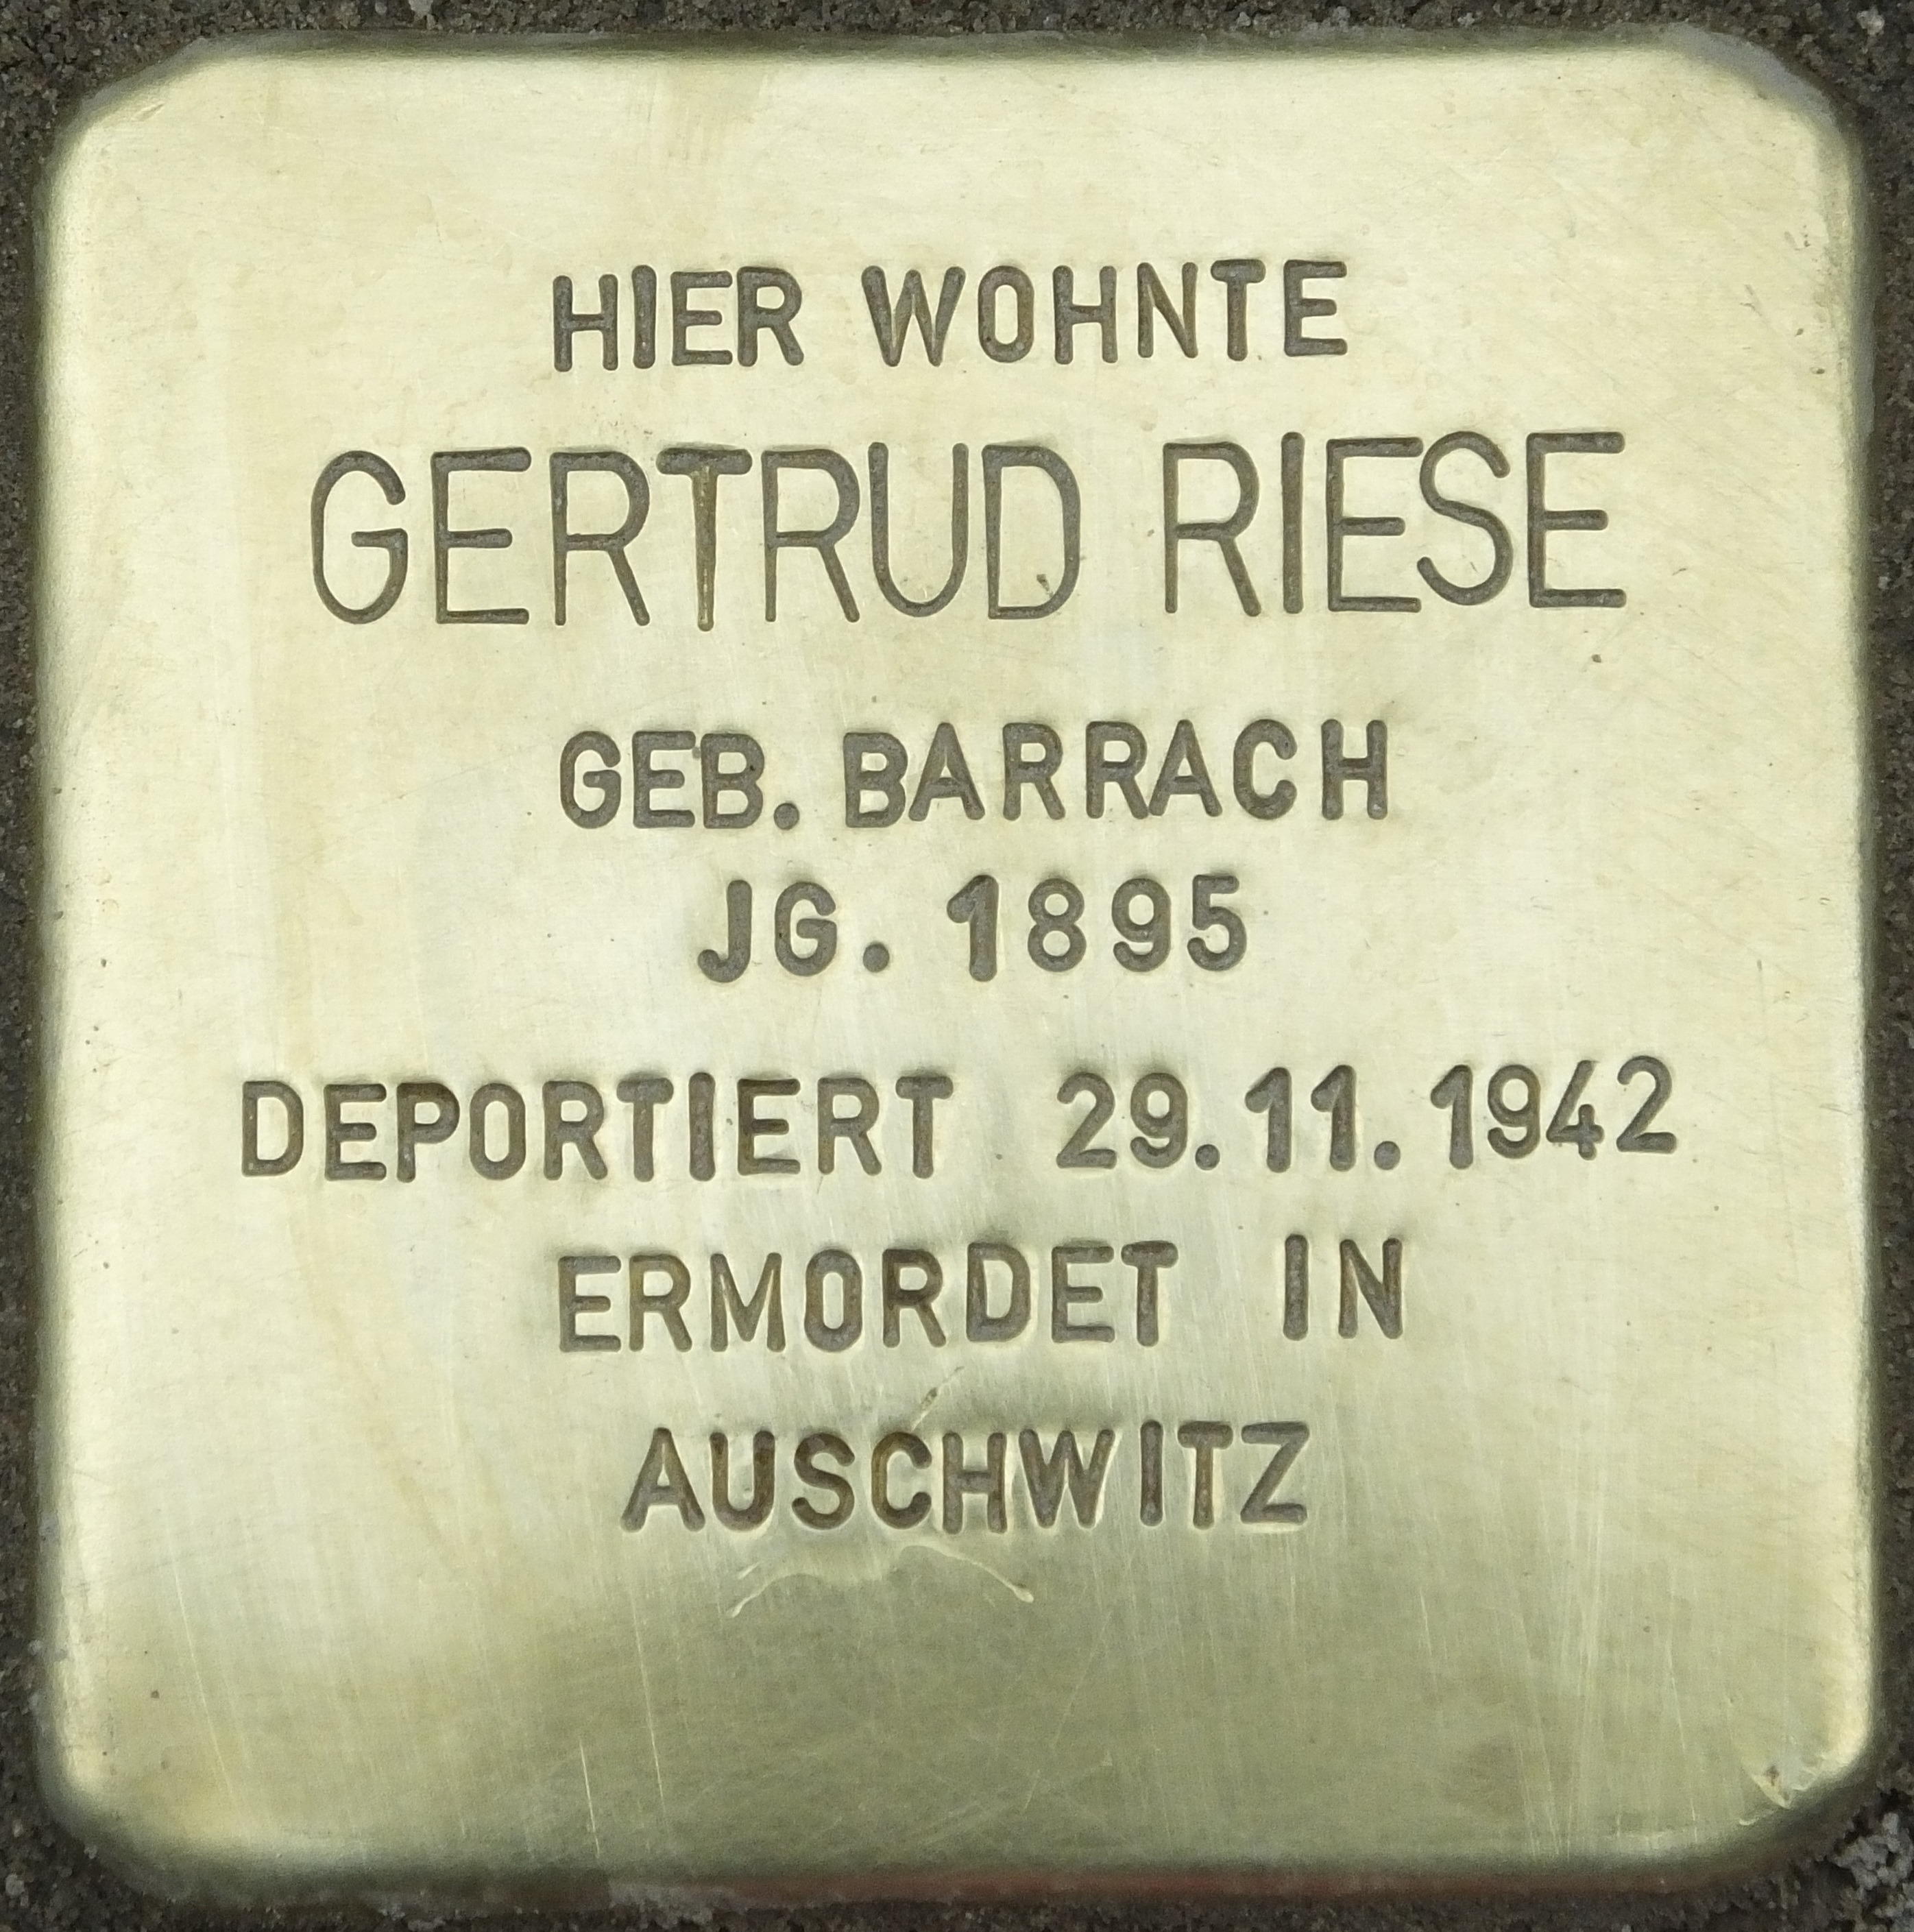 HIER WOHNTE
GERTRUD RIESE
GEB. BARRACH
JG. 1895
DEPORTIERT 29.11.1942
ERMORDET IN
AUSCHWITZ